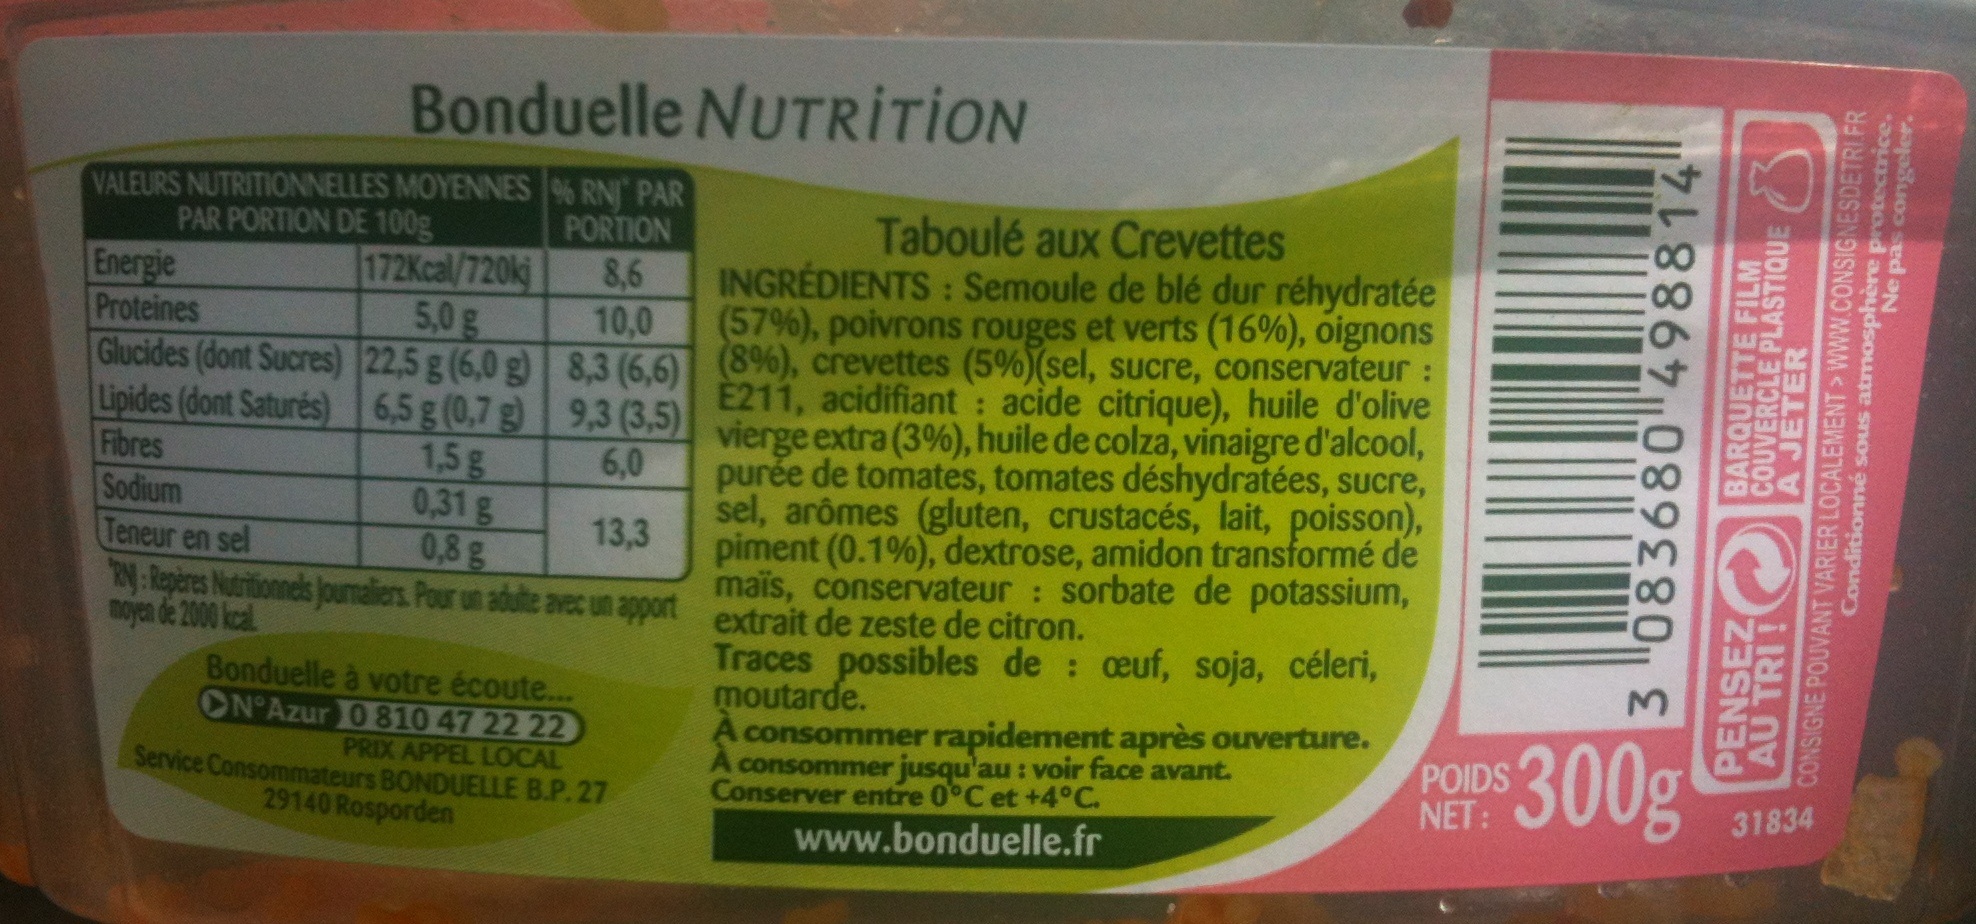 Bonduelle NUTRITION
VALEURS NUTRITIONNELLES MOYENNES PAR PORTION DE 100g | % RNJ* PAR PORTION
Energie 172Kcal/720kj 8,6
Proteines 5,0 g 10,0
Glucides (dont Sucres) 22,5 g (6,0 g) 8,3 (6,6)
Lipides (dont Saturés) 6,5 g (0,7 g) 9,3 (3,5)
Fibres 1,5 g 6,0
Sodium 0,31 g
Teneur en sel 0,8 g 13,3
*RNJ : Repères Nutritionnels Journaliers. Pour un adulte avec un apport
moyen de 2000 kcal.
Bonduelle à votre écoute...
N°Azur 0 810 47 22 22
PRIX APPEL LOCAL
Service Consommateurs BONDUELLE B.P. 27
29140 Rosporden
Taboulé aux Crevettes
INGRÉDIENTS : Semoule de blé dur réhydratée
(57%), poivrons rouges et verts (16%), oignons
(8%), crevettes (5%)(sel, sucre, conservateur :
E211, acidifiant : acide citrique), huile d'olive
vierge extra (3%), huile de colza, vinaigre d'alcool,
purée de tomates, tomates déshydratées, sucre,
sel, arômes (gluten, crustacés, lait, poisson),
piment (0.1%), dextrose, amidon transformé de
maïs, conservateur : sorbate de potassium,
extrait de zeste de citron.
Traces possibles de : œuf, soja, céleri,
moutarde.
À consommer rapidement après ouverture.
À consommer jusqu'au : voir face avant.
Conserver entre 0°C et +4°C.
www.bonduelle.fr
3 083680 498814
POIDS
NET : 300g
PENSEZ
AU TRI !
BARQUETTE FILM
COUVERCLE PLASTIQUE
A JETER
CONSIGNE POUVANT VARIER LOCALEMENT > WWW.CONSIGNESDETRI.FR
Conditionné sous atmosphère protectrice.
Ne pas congeler.
31834